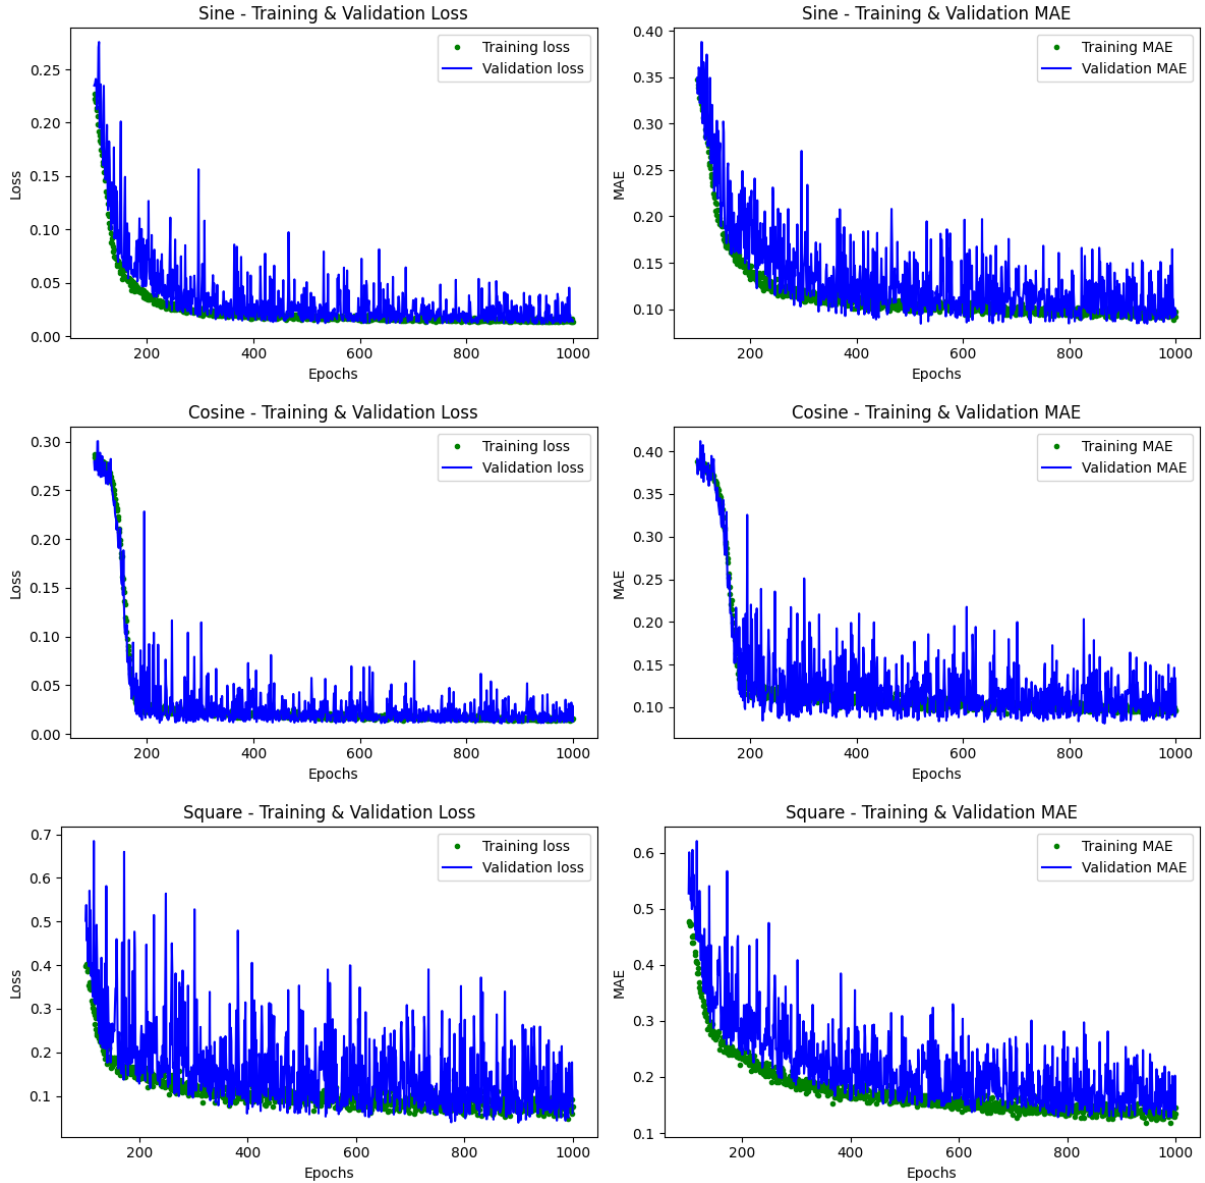 Sine - Training & Validation Loss
Training loss
Validation loss
0.25
0.20
0.15
0.10
0.05
0.00
Loss
200 400 600 800 1000
Epochs
Sine - Training & Validation MAE
Training MAE
Validation MAE
0.40
0.35
0.30
0.25
0.20
0.15
0.10
MAE
200 400 600 800 1000
Epochs
Cosine - Training & Validation Loss
Training loss
Validation loss
0.30
0.25
0.20
0.15
0.10
0.05
0.00
Loss
200 400 600 800 1000
Epochs
Cosine - Training & Validation MAE
Training MAE
Validation MAE
0.40
0.35
0.30
0.25
0.20
0.15
0.10
MAE
200 400 600 800 1000
Epochs
Square - Training & Validation Loss
Training loss
Validation loss
0.7
0.6
0.5
0.4
0.3
0.2
0.1
Loss
200 400 600 800 1000
Epochs
Square - Training & Validation MAE
Training MAE
Validation MAE
0.6
0.5
0.4
0.3
0.2
0.1
MAE
200 400 600 800 1000
Epochs